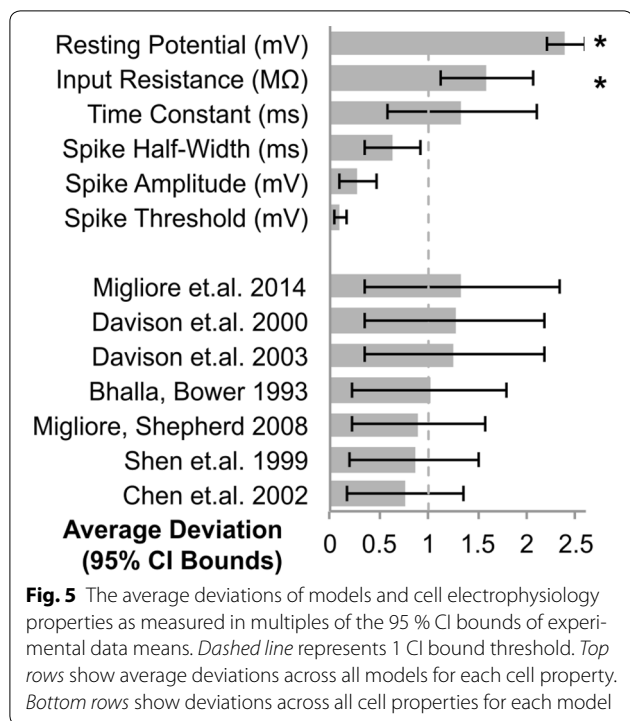 Resting Potential (mV) *
Input Resistance (MΩ) *
Time Constant (ms)
Spike Half-Width (ms)
Spike Amplitude (mV)
Spike Threshold (mV)
Migliore et.al. 2014
Davison et.al. 2000
Davison et.al. 2003
Bhalla, Bower 1993
Migliore, Shepherd 2008
Shen et.al. 1999
Chen et.al. 2002
Average Deviation
(95% CI Bounds)
0 0.5 1 1.5 2 2.5
Fig. 5 The average deviations of models and cell electrophysiology
properties as measured in multiples of the 95 % CI bounds of experi-
mental data means. Dashed line represents 1 CI bound threshold. Top
rows show average deviations across all models for each cell property.
Bottom rows show deviations across all cell properties for each model